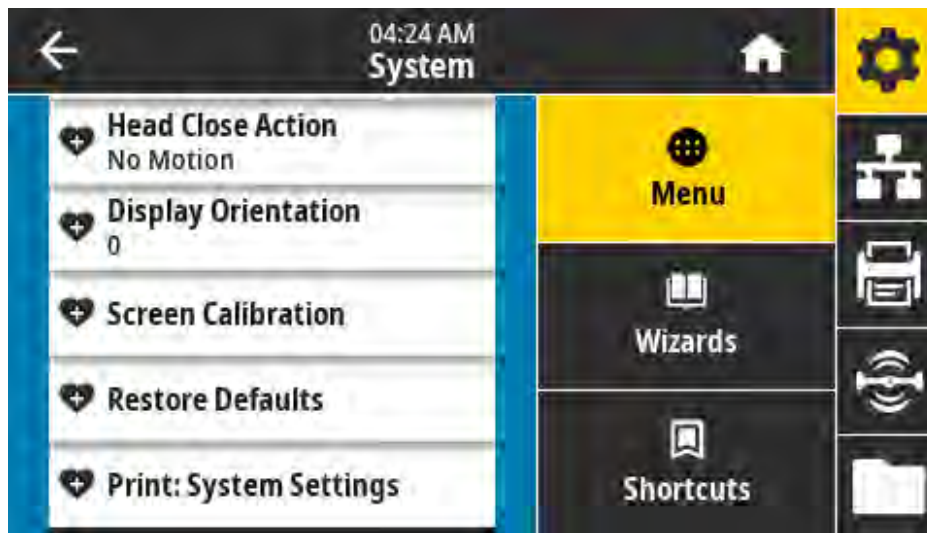 04:24 AM
System
Head Close Action
No Motion
Display Orientation
0
Screen Calibration
Restore Defaults
Print: System Settings
Menu
Wizards
Shortcuts